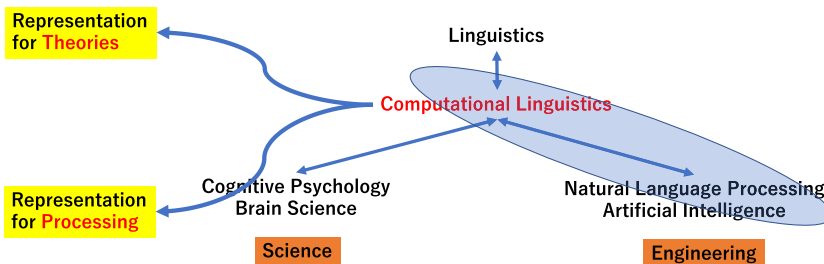 Representation
for Theories
Linguistics
Computational Linguistics
Representation
for Processing
Cognitive Psychology
Brain Science
Natural Language Processing
Artificial Intelligence
Science
Engineering